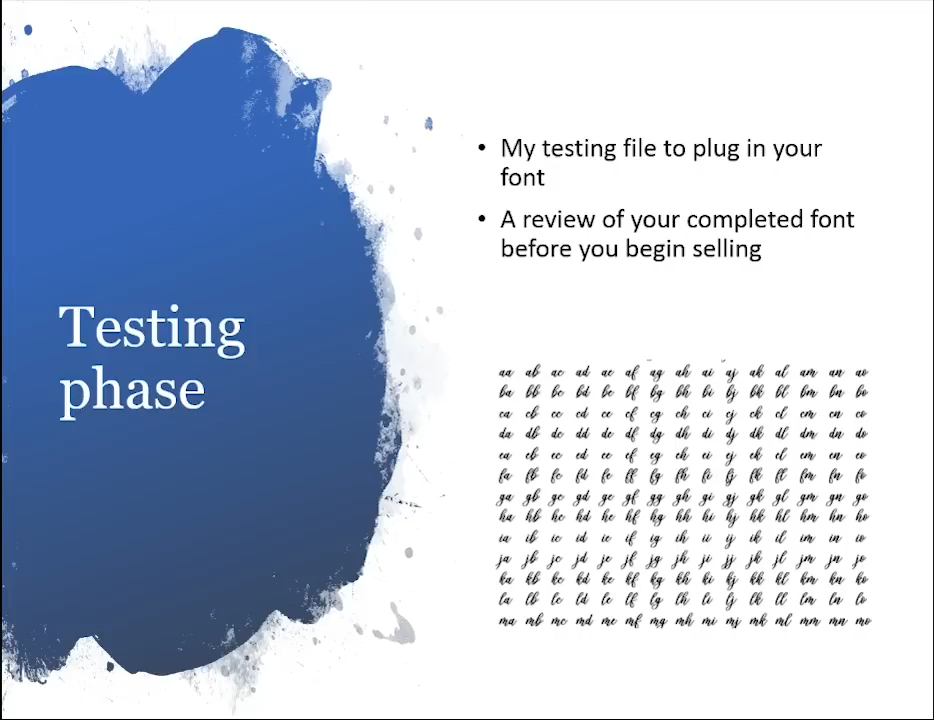 Testing
phase
• My testing file to plug in your
font
• A review of your completed font
before you begin selling
aa ab ac ad ae af ag ah ai aj ak al am an ao
ba bb bc bd be bf bg bh bi bj bk bl bm bn bo
ca cb cc cd ce cf cg ch ci cj ck cl cm cn co
da db dc dd de df dg dh di dj dk dl dm dn do
ea eb ec ed ee ef eg eh ei ej ek el em en eo
fa fb fc fd fe ff fg fh fi fj fk fl fm fn fo
ga gb gc gd ge gf gg gh gi gj gk gl gm gn go
ha hb hc hd he hf hg hh hi hj hk hl hm hn ho
ia ib ic id ie if ig ih ii ij ik il im in io
ja jb jc jd je jf jg jh ji jj jk jl jm jn jo
ka kb kc kd ke kf kg kh ki kj kk kl km kn ko
la lb lc ld le lf lg lh li lj lk ll lm ln lo
ma mb mc md me mf mg mh mi mj mk ml mm mn mo